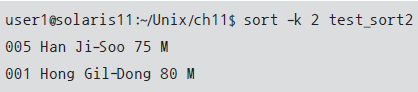 user1@solaris11:~/Unix/ch11$ sort -k 2 test_sort2
005 Han Ji-Soo 75 M
001 Hong Gil-Dong 80 M